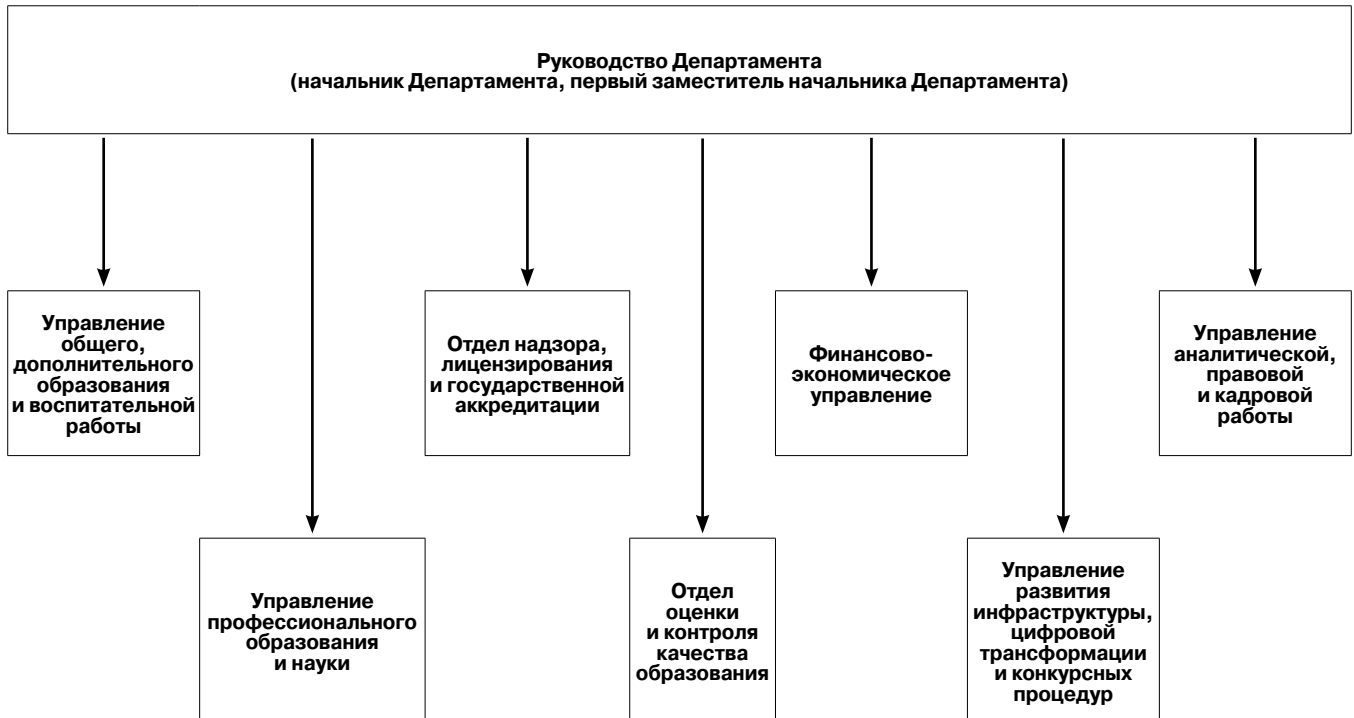 Руководство Департамента
(начальник Департамента, первый заместитель начальника Департамента)
Управление
общего,
дополнительного
образования
и воспитательной
работы
Отдел надзора,
лицензирования
и государственной
аккредитации
Финансово-
экономическое
управление
Управление
аналитической,
правовой
и кадровой
работы
Управление
профессионального
образования
и науки
Отдел
оценки
и контроля
качества
образования
Управление
развития
инфраструктуры,
цифровой
трансформации
и конкурсных
процедур